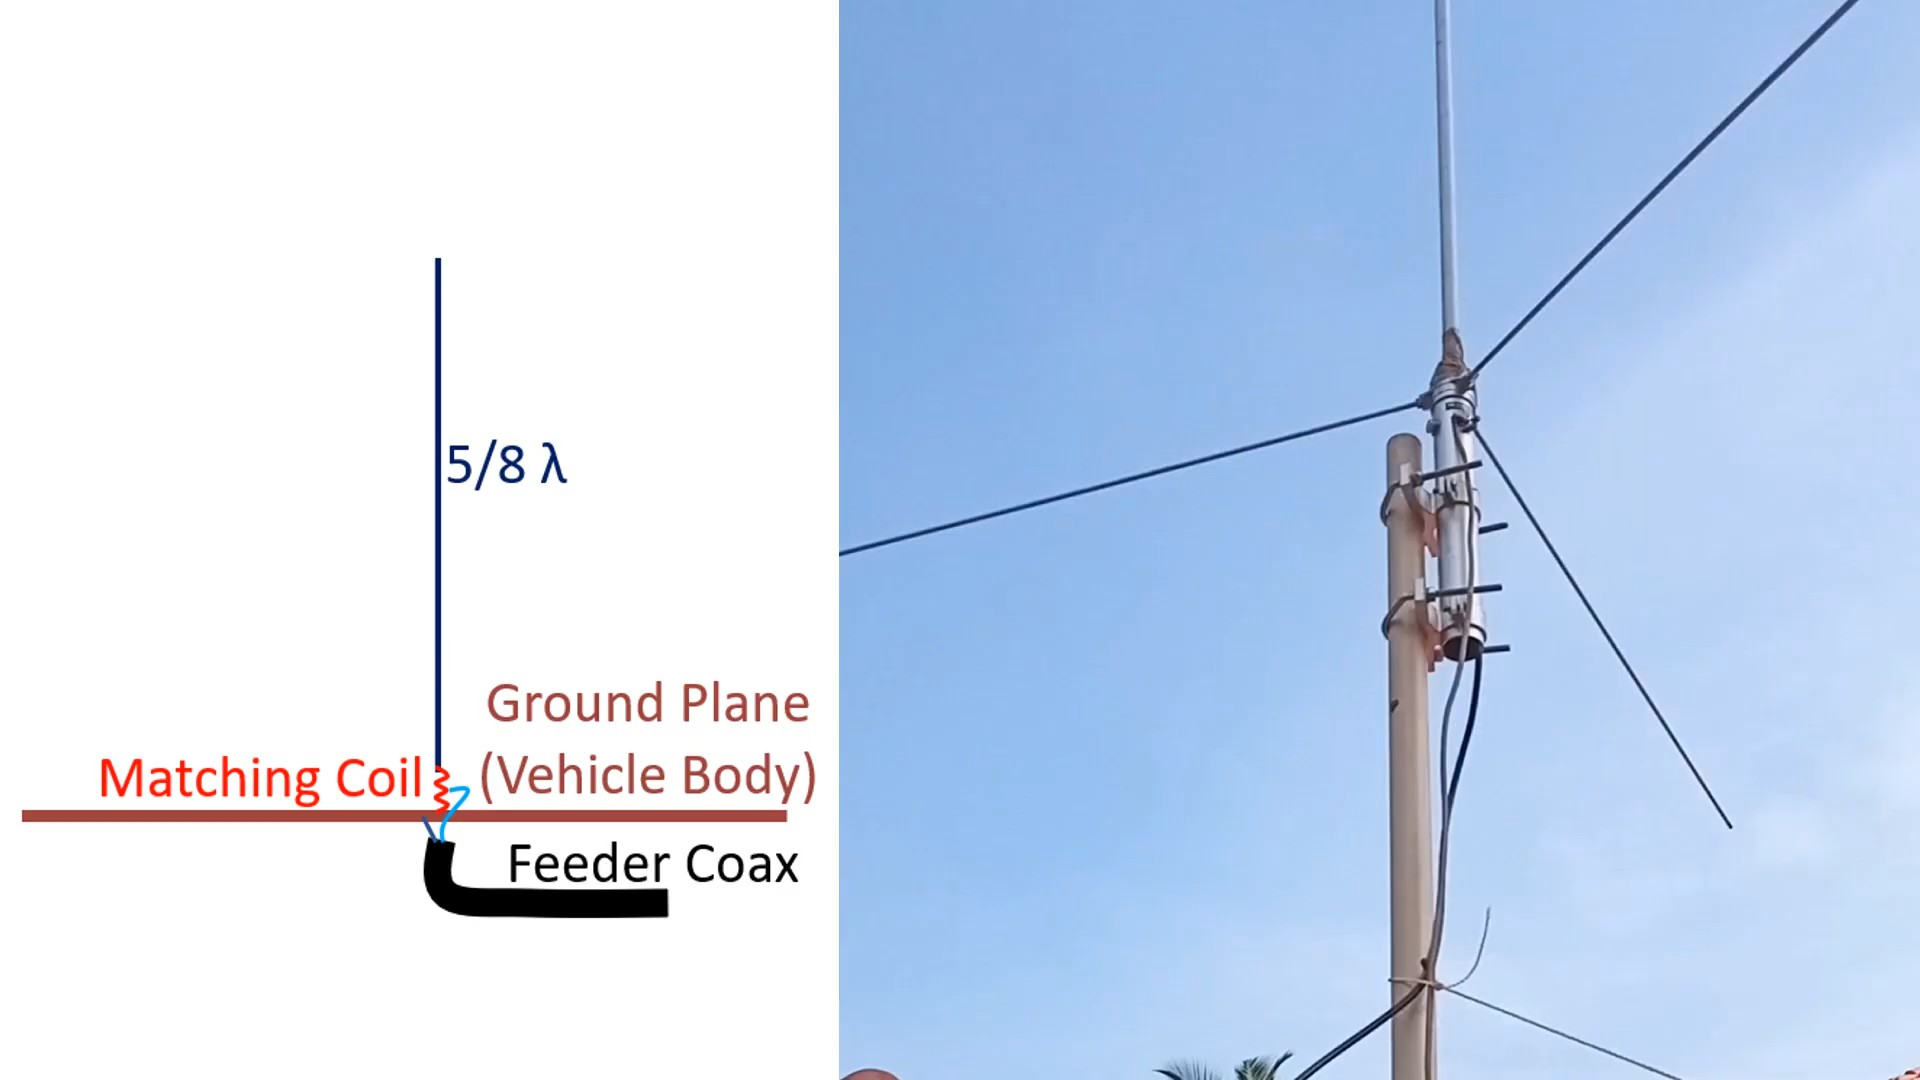 5/8 λ
Ground Plane
Matching Coil (Vehicle Body)
Feeder Coax